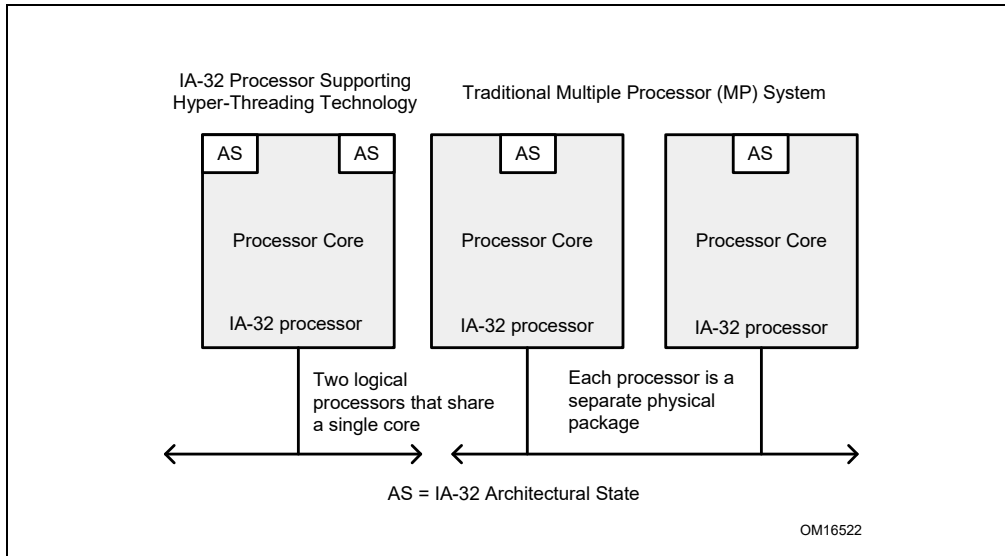 IA-32 Processor Supporting
Hyper-Threading Technology
Traditional Multiple Processor (MP) System
AS
AS
AS
AS
Processor Core
Processor Core
Processor Core
IA-32 processor
IA-32 processor
IA-32 processor
Two logical
processors that share
a single core
Each processor is a
separate physical
package
AS = IA-32 Architectural State
OM16522